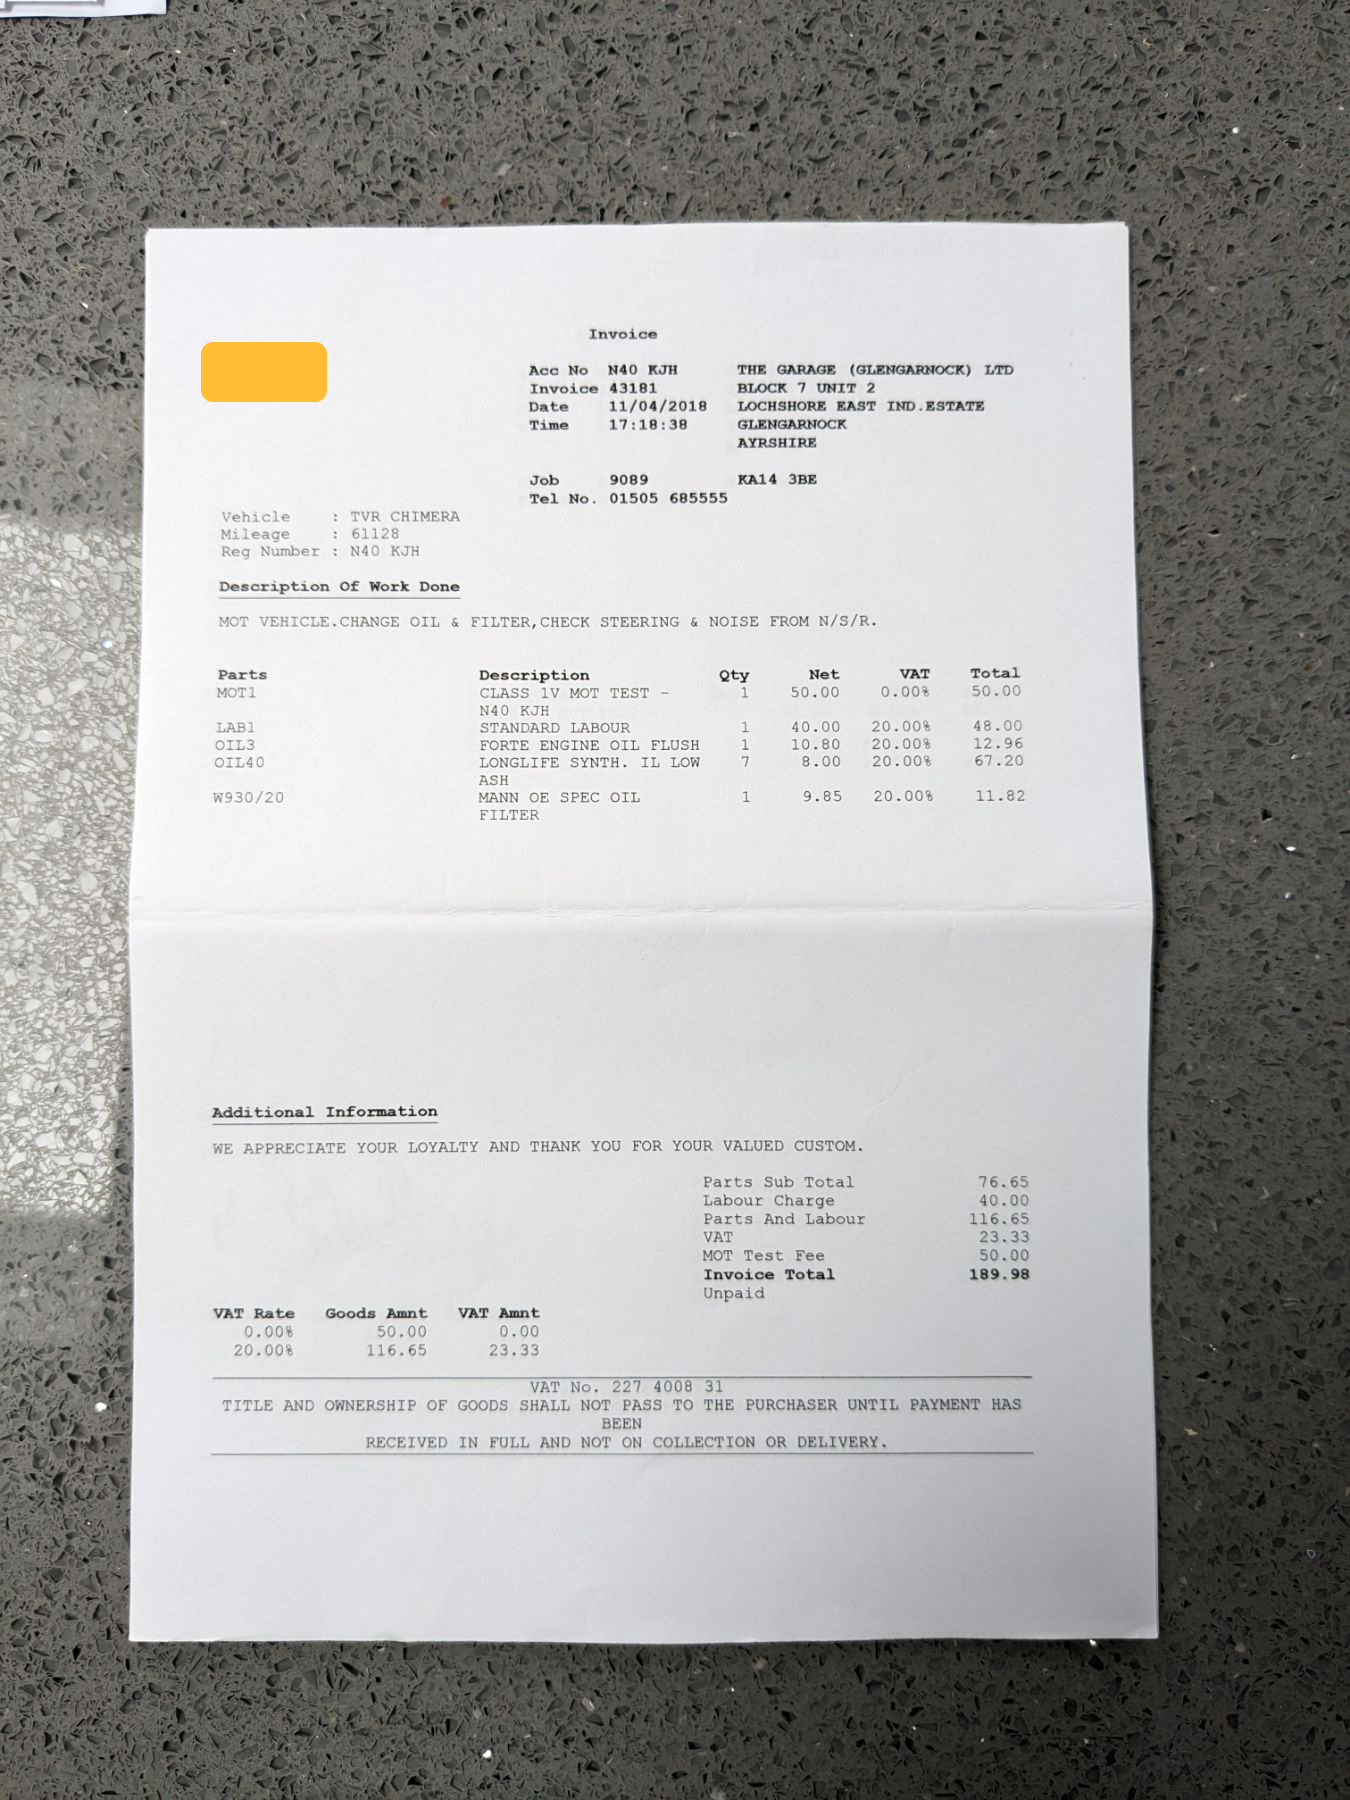 Invoice
Acc No N40 KJH THE GARAGE (GLENGARNOCK) LTD
Invoice 43181 BLOCK 7 UNIT 2
Date 11/04/2018 LOCHSHORE EAST IND.ESTATE
Time 17:18:38 GLENGARNOCK
AYRSHIRE
Job 9089 KA14 3BE
Tel No. 01505 685555
Vehicle : TVR CHIMERA
Mileage : 61128
Reg Number : N40 KJH
Description Of Work Done
MOT VEHICLE.CHANGE OIL & FILTER,CHECK STEERING & NOISE FROM N/S/R.
Parts Description Qty Net VAT Total
MOT1 CLASS 1V MOT TEST - 1 50.00 0.00% 50.00
N40 KJH
LAB1 STANDARD LABOUR 1 40.00 20.00% 48.00
OIL3 FORTE ENGINE OIL FLUSH 1 10.80 20.00% 12.96
OIL40 LONGLIFE SYNTH. IL LOW 7 8.00 20.00% 67.20
ASH
W930/20 MANN OE SPEC OIL 1 9.85 20.00% 11.82
FILTER
Additional Information
WE APPRECIATE YOUR LOYALTY AND THANK YOU FOR YOUR VALUED CUSTOM.
Parts Sub Total 76.65
Labour Charge 40.00
Parts And Labour 116.65
VAT 23.33
MOT Test Fee 50.00
Invoice Total 189.98
Unpaid
VAT Rate Goods Amnt VAT Amnt
0.00% 50.00 0.00
20.00% 116.65 23.33
VAT No. 227 4008 31
TITLE AND OWNERSHIP OF GOODS SHALL NOT PASS TO THE PURCHASER UNTIL PAYMENT HAS
BEEN
RECEIVED IN FULL AND NOT ON COLLECTION OR DELIVERY.